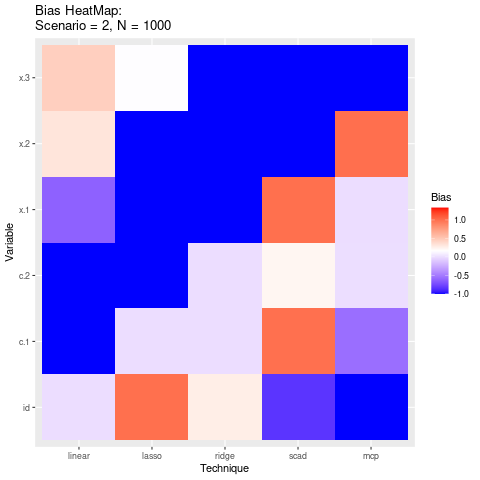 Bias HeatMap:
Scenario = 2, N = 1000
x.3
x.2
x.1
c.2
c.1
id
Variable
linear lasso ridge scad mcp
Technique
Bias
1.0
0.5
0.0
-0.5
-1.0